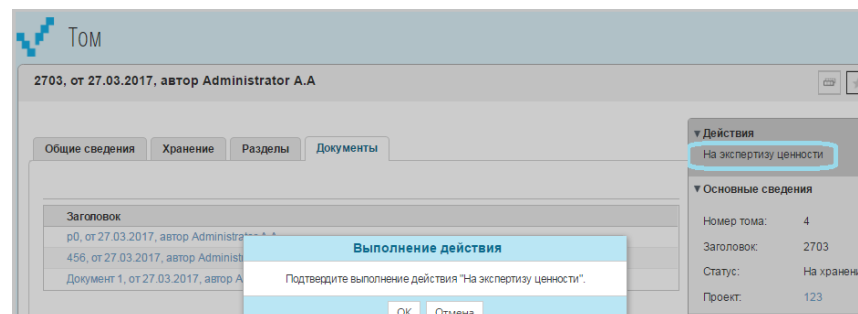 Том
2703, от 27.03.2017, автор Administrator A.A
Общие сведения Хранение Разделы Документы
Действия
На экспертизу ценности
Основные сведения
Номер тома: 4
Заголовок: 2703
Статус: На хранени
Проект: 123
Заголовок
p0, от 27.03.2017, автор Administrator A.A
456, от 27.03.2017, автор Administ
Документ 1, от 27.03.2017, автор A
Выполнение действия
Подтвердите выполнение действия "На экспертизу ценности".
OK Отмена